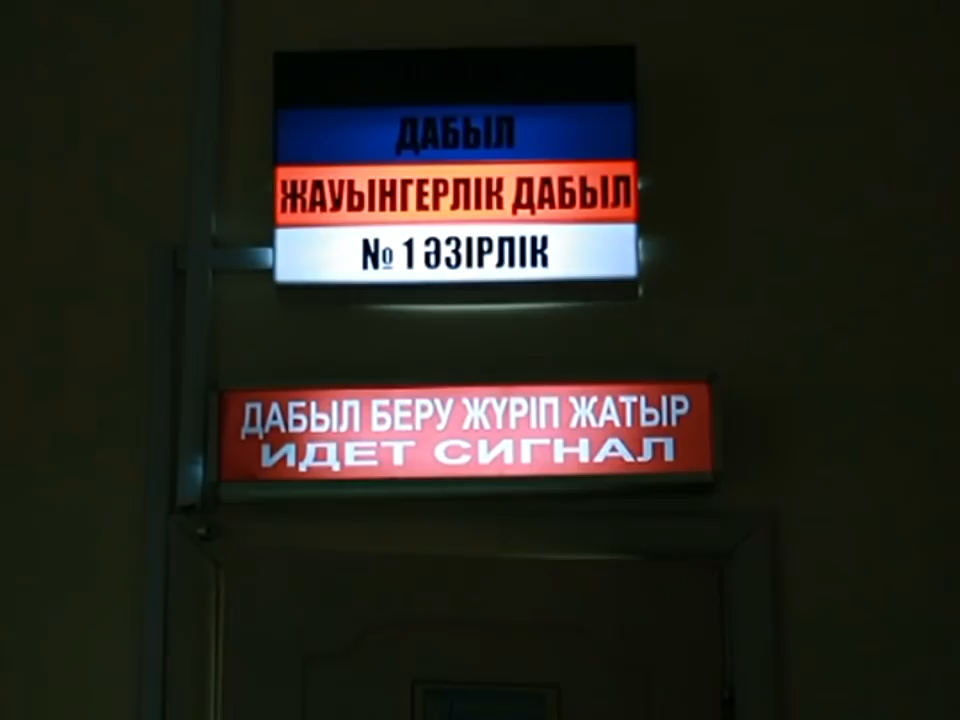 ДАБЫЛ
ЖАУЫНГЕРЛІК ДАБЫЛ
№ 1 ӘЗІРЛІК
ДАБЫЛ БЕРУ ЖҮРІП ЖАТЫР
ИДЕТ СИГНАЛ